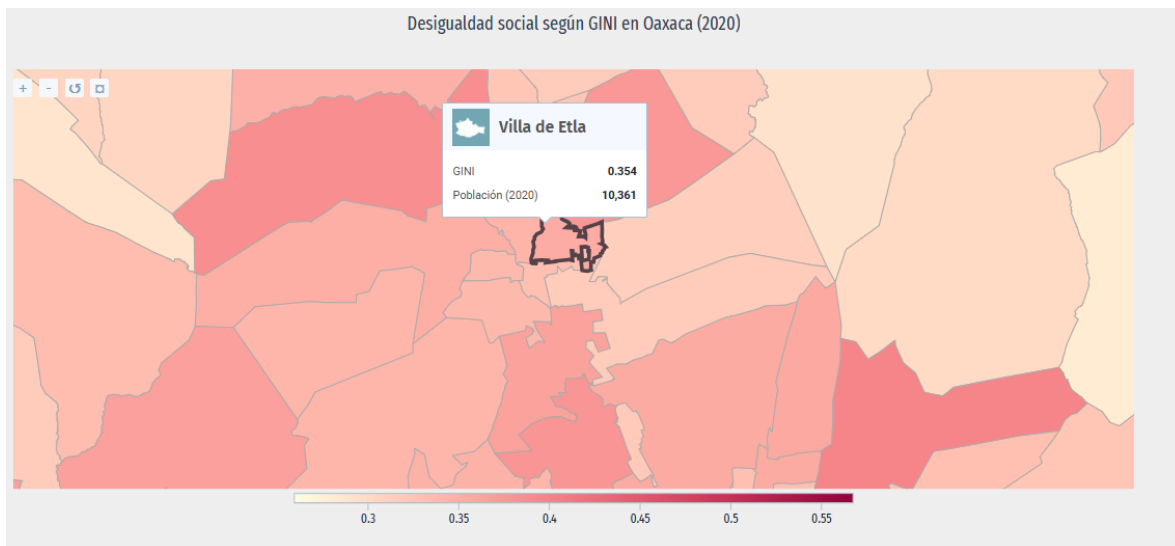 Desigualdad social según GINI en Oaxaca (2020)
+ - ↺ ¤
Villa de Etla
GINI 0.354
Población (2020) 10,361
0.3 0.35 0.4 0.45 0.5 0.55